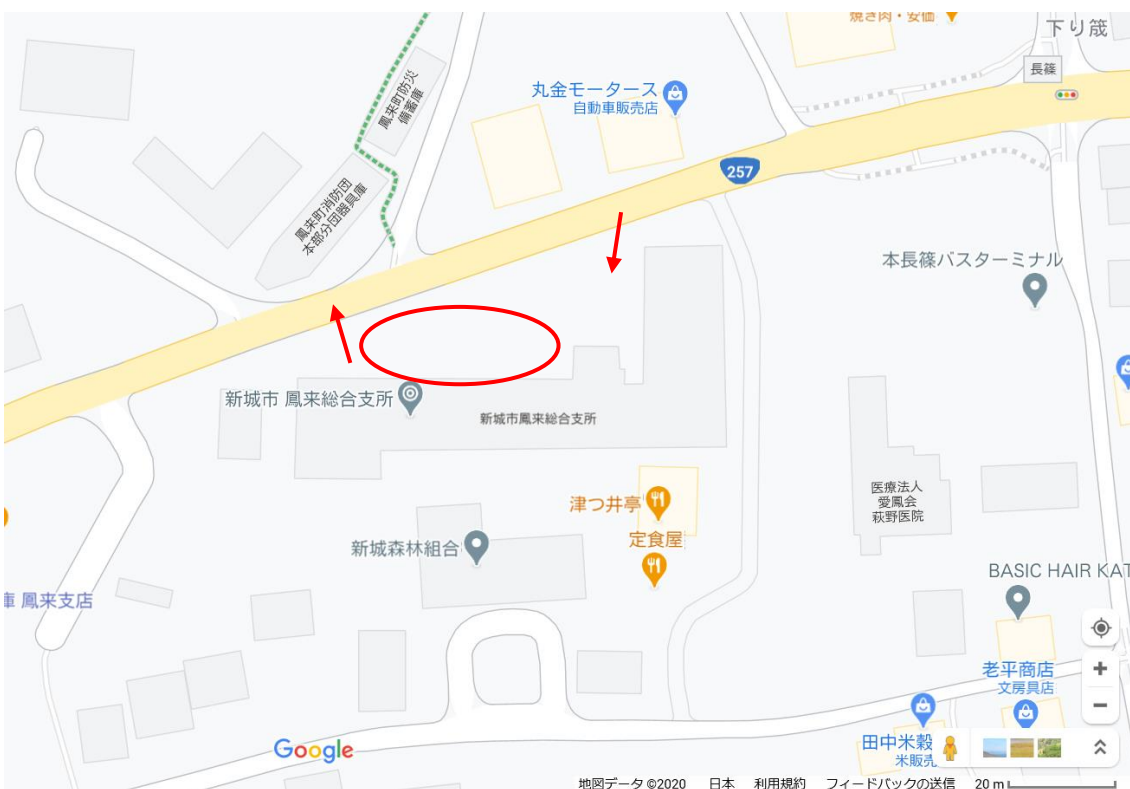 焼き肉・安価
下り筬
長篠
丸金モータース
自動車販売店
鳳来町防災
備蓄庫
257
鳳来町消防団
本部分団器具庫
本長篠バスターミナル
新城市 鳳来総合支所
新城市鳳来総合支所
医療法人
愛鳳会
萩野医院
津つ井亭
定食屋
新城森林組合
BASIC HAIR KAT
庫 鳳来支店
老平商店
文房具店
田中米穀
米販売
Google
地図データ ©2020 日本 利用規約 フィードバックの送信 20 m